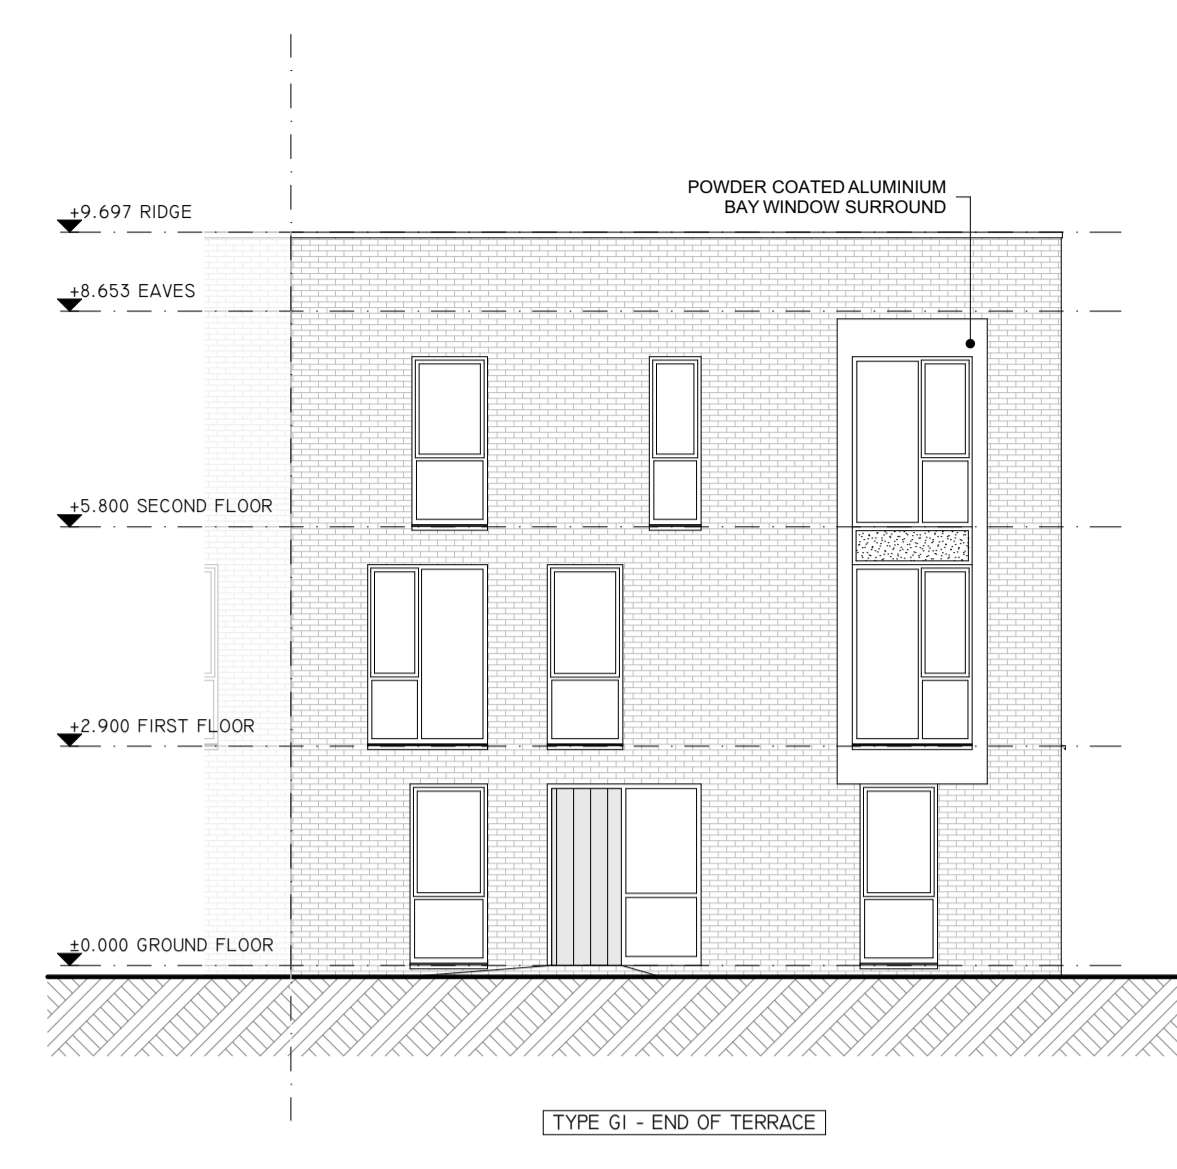 POWDER COATED ALUMINIUM
BAY WINDOW SURROUND
+9.697 RIDGE
+8.653 EAVES
+5.800 SECOND FLOOR
+2.900 FIRST FLOOR
±0.000 GROUND FLOOR
TYPE G1 - END OF TERRACE